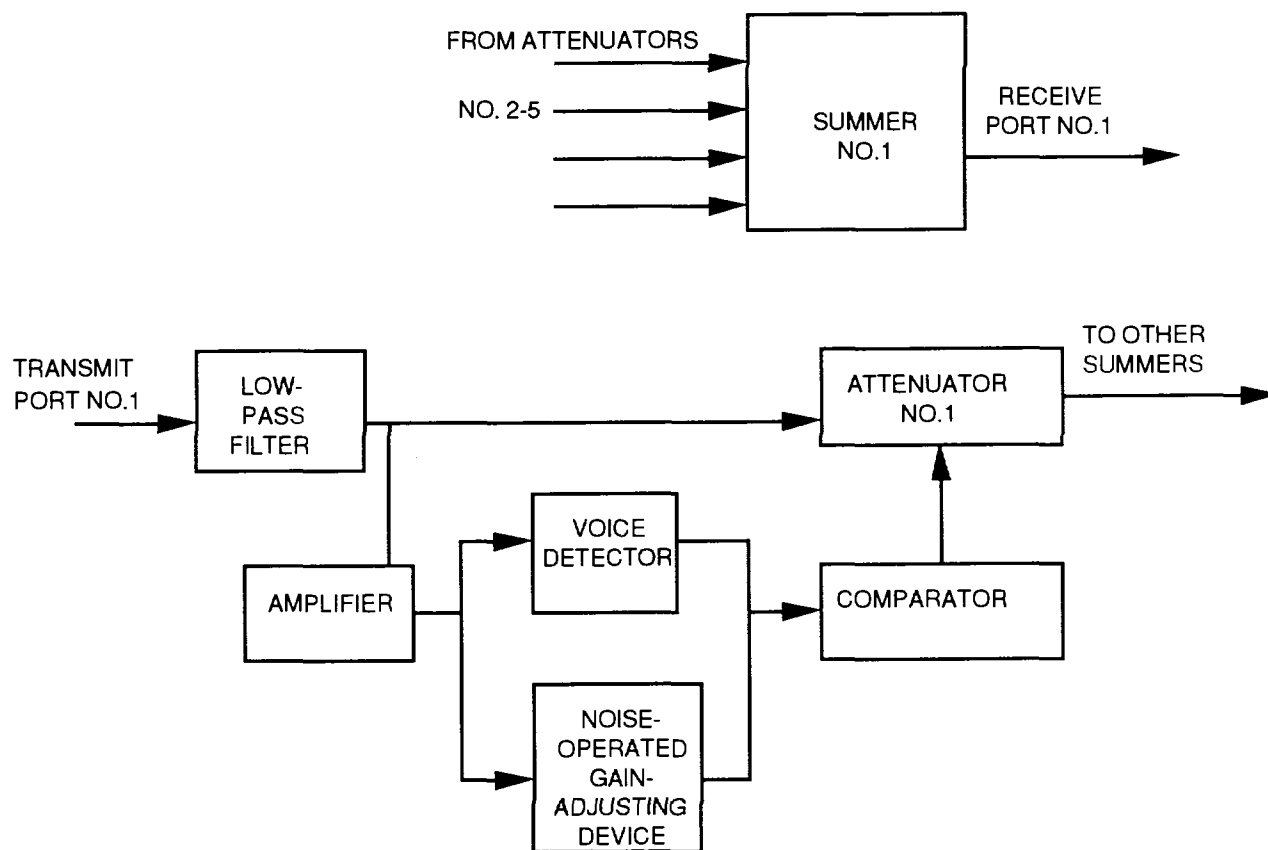 FROM ATTENUATORS
NO. 2-5
SUMMER
NO.1
RECEIVE
PORT NO.1
TRANSMIT
PORT NO.1
LOW-
PASS
FILTER
ATTENUATOR
NO.1
TO OTHER
SUMMERS
AMPLIFIER
VOICE
DETECTOR
COMPARATOR
NOISE-
OPERATED
GAIN-
ADJUSTING
DEVICE